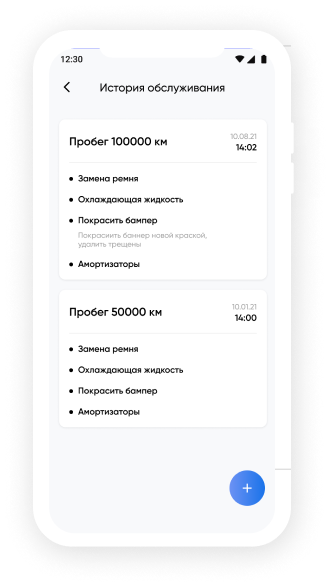 12:30
История обслуживания
Пробег 100000 км
10.08.21
14:02
Замена ремня
Охлаждающая жидкость
Покрасить бампер
Покрасиить баннер новой краской,
удалить трещены
Амортизаторы
Пробег 50000 км
10.01.21
14:00
Замена ремня
Охлаждающая жидкость
Покрасить бампер
Амортизаторы
+